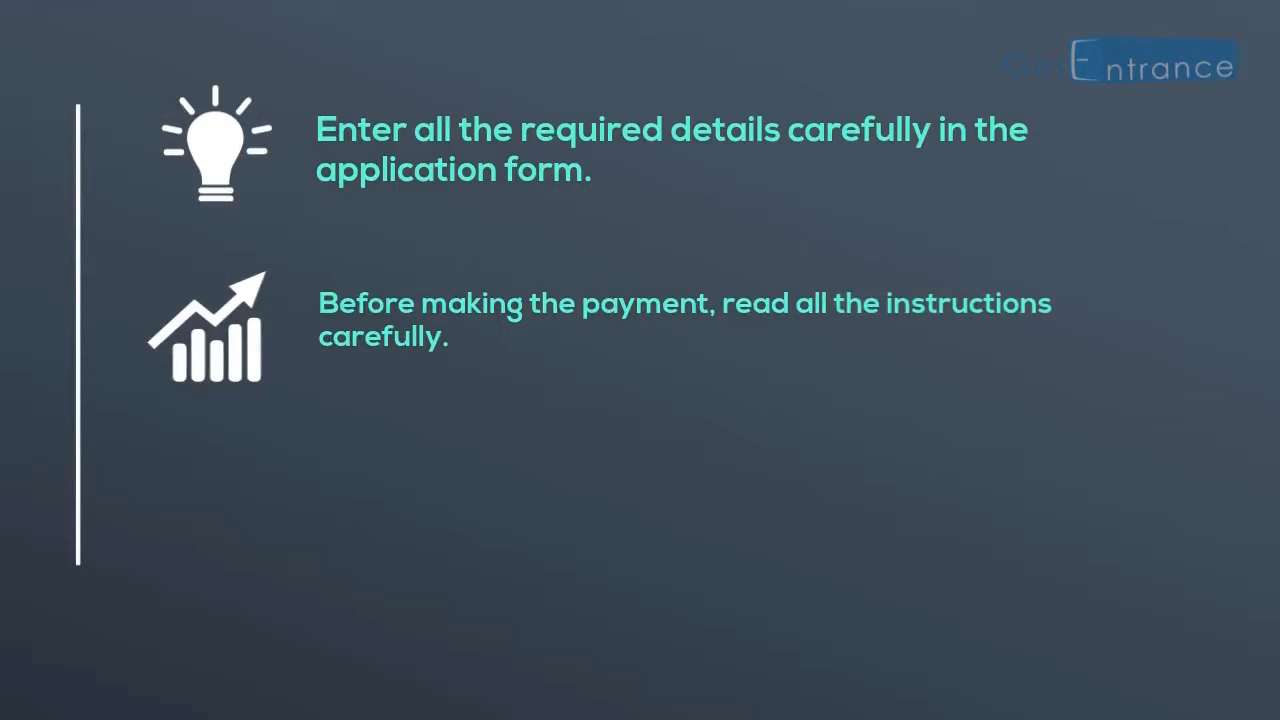 GetEntrance
Enter all the required details carefully in the
application form.
Before making the payment, read all the instructions
carefully.